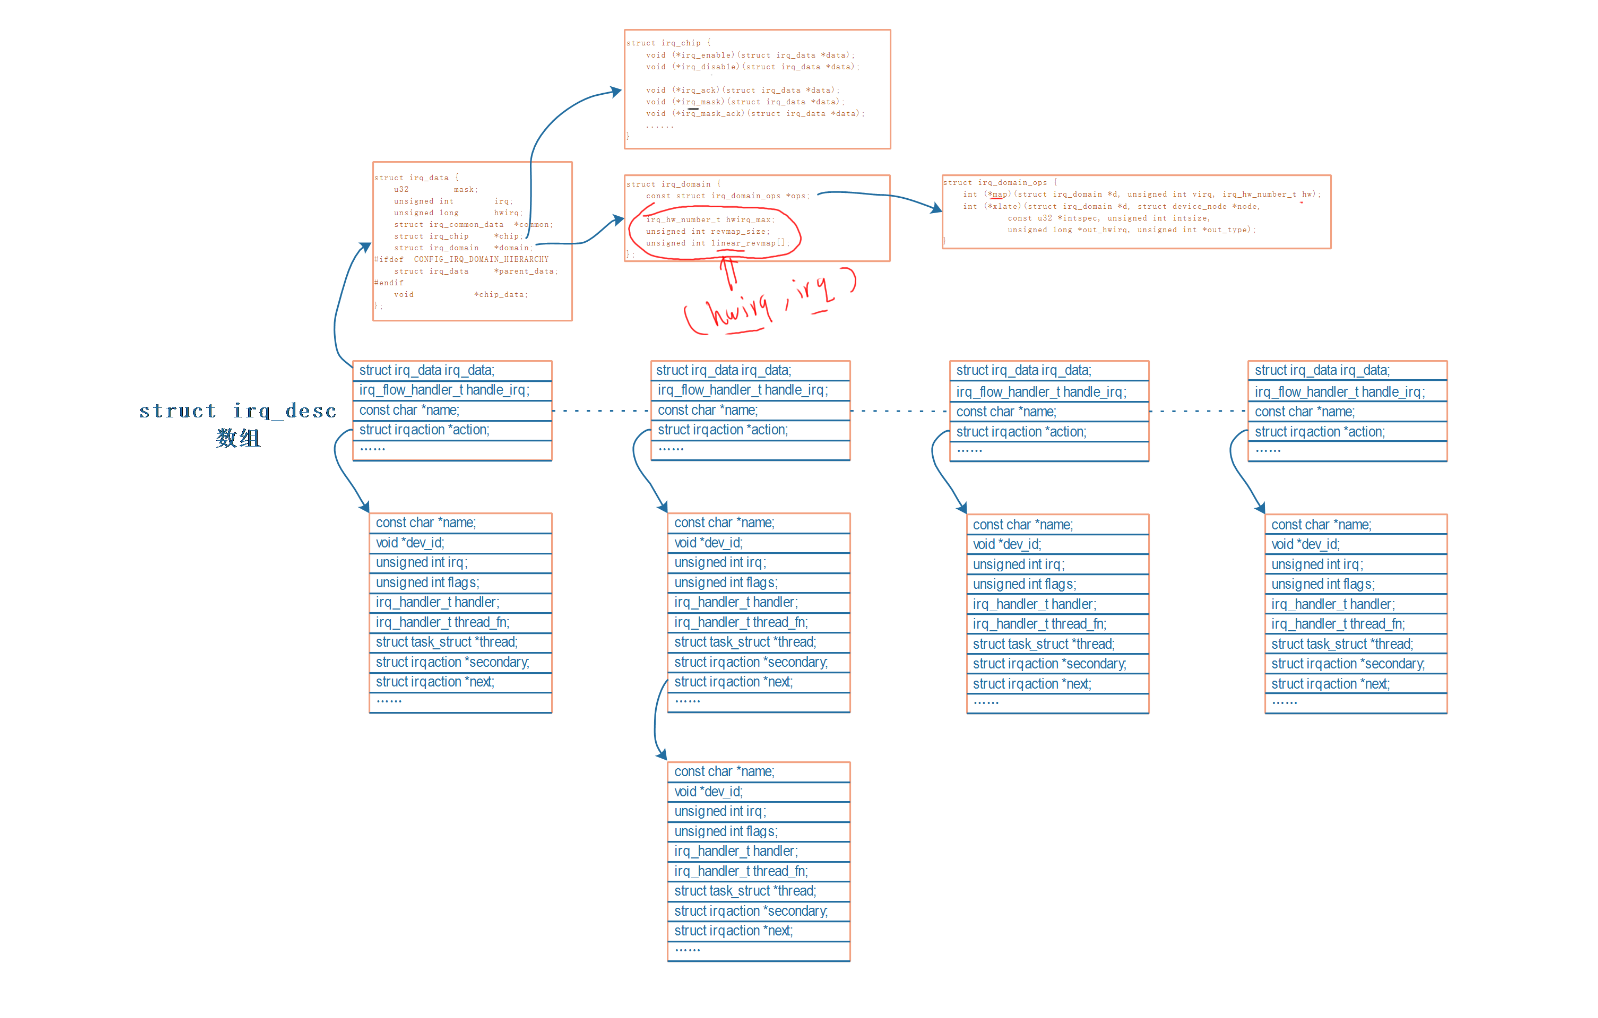 struct irq_chip {
void (*irq_enable)(struct irq_data *data);
void (*irq_disable)(struct irq_data *data);
void (*irq_ack)(struct irq_data *data);
void (*irq_mask)(struct irq_data *data);
void (*irq_mask_ack)(struct irq_data *data);
......
}
struct irq_data {
u32 mask;
unsigned int irq;
unsigned long hwirq;
struct irq_common_data *common;
struct irq_chip *chip;
struct irq_domain *domain;
#ifdef CONFIG_IRQ_DOMAIN_HIERARCHY
struct irq_data *parent_data;
#endif
void *chip_data;
};
struct irq_domain {
const struct irq_domain_ops *ops;
irq_hw_number_t hwirq_max;
unsigned int revmap_size;
unsigned int linear_revmap[];
};
(hwirq, irq)
struct irq_domain_ops {
int (*map)(struct irq_domain *d, unsigned int virq, irq_hw_number_t hw);
int (*xlate)(struct irq_domain *d, struct device_node *node,
const u32 *intspec, unsigned int intsize,
unsigned long *out_hwirq, unsigned int *out_type);
}
struct irq_desc
数组
struct irq_data irq_data;
irq_flow_handler_t handle_irq;
const char *name;
struct irqaction *action;
......
struct irq_data irq_data;
irq_flow_handler_t handle_irq;
const char *name;
struct irqaction *action;
......
struct irq_data irq_data;
irq_flow_handler_t handle_irq;
const char *name;
struct irqaction *action;
......
struct irq_data irq_data;
irq_flow_handler_t handle_irq;
const char *name;
struct irqaction *action;
......
const char *name;
void *dev_id;
unsigned int irq;
unsigned int flags;
irq_handler_t handler;
irq_handler_t thread_fn;
struct task_struct *thread;
struct irqaction *secondary;
struct irqaction *next;
......
const char *name;
void *dev_id;
unsigned int irq;
unsigned int flags;
irq_handler_t handler;
irq_handler_t thread_fn;
struct task_struct *thread;
struct irqaction *secondary;
struct irqaction *next;
......
const char *name;
void *dev_id;
unsigned int irq;
unsigned int flags;
irq_handler_t handler;
irq_handler_t thread_fn;
struct task_struct *thread;
struct irqaction *secondary;
struct irqaction *next;
......
const char *name;
void *dev_id;
unsigned int irq;
unsigned int flags;
irq_handler_t handler;
irq_handler_t thread_fn;
struct task_struct *thread;
struct irqaction *secondary;
struct irqaction *next;
......
const char *name;
void *dev_id;
unsigned int irq;
unsigned int flags;
irq_handler_t handler;
irq_handler_t thread_fn;
struct task_struct *thread;
struct irqaction *secondary;
struct irqaction *next;
......